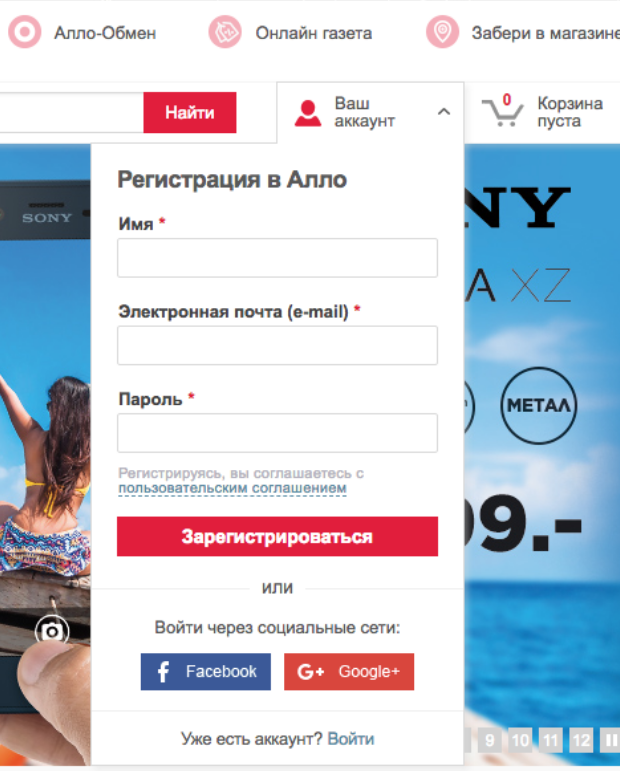 Алло-Обмен
Онлайн газета
Забери в магазине
Найти
Ваш
аккаунт
0
Корзина
пуста
Регистрация в Алло
SONY
NY
Имя *
A XZ
Электронная почта (e-mail) *
МЕТАЛ
Пароль *
Регистрируясь, вы соглашаетесь с
пользовательским соглашением
99.-
Зарегистрироваться
или
Войти через социальные сети:
f Facebook
G+ Google+
Уже есть аккаунт? Войти
9 10 11 12